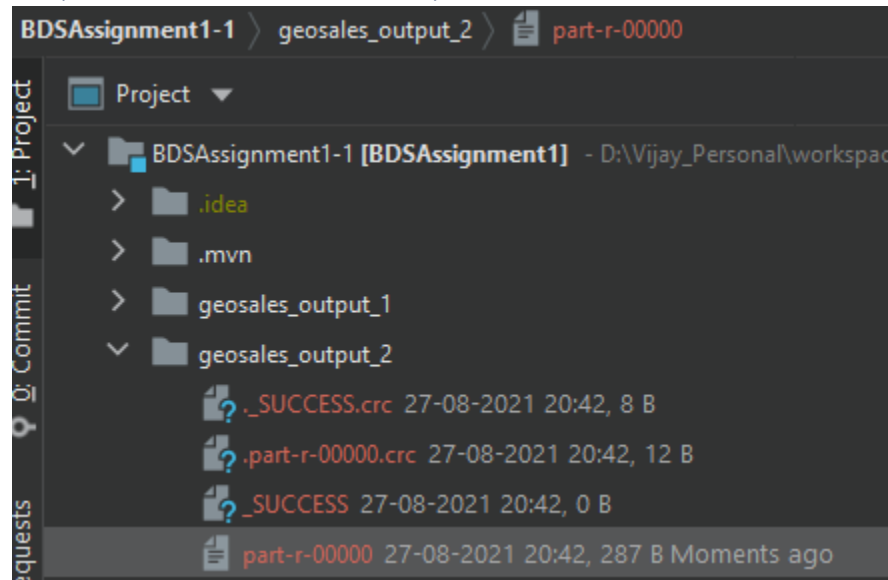 BDSAssignment1-1 〉 geosales_output_2 〉 part-r-00000
1: Project
Project
BDSAssignment1-1 [BDSAssignment1] - D:\Vijay_Personal\workspac
.idea
.mvn
geosales_output_1
0: Commit
geosales_output_2
._SUCCESS.crc 27-08-2021 20:42, 8 B
.part-r-00000.crc 27-08-2021 20:42, 12 B
_SUCCESS 27-08-2021 20:42, 0 B
equests
part-r-00000 27-08-2021 20:42, 287 B Moments ago